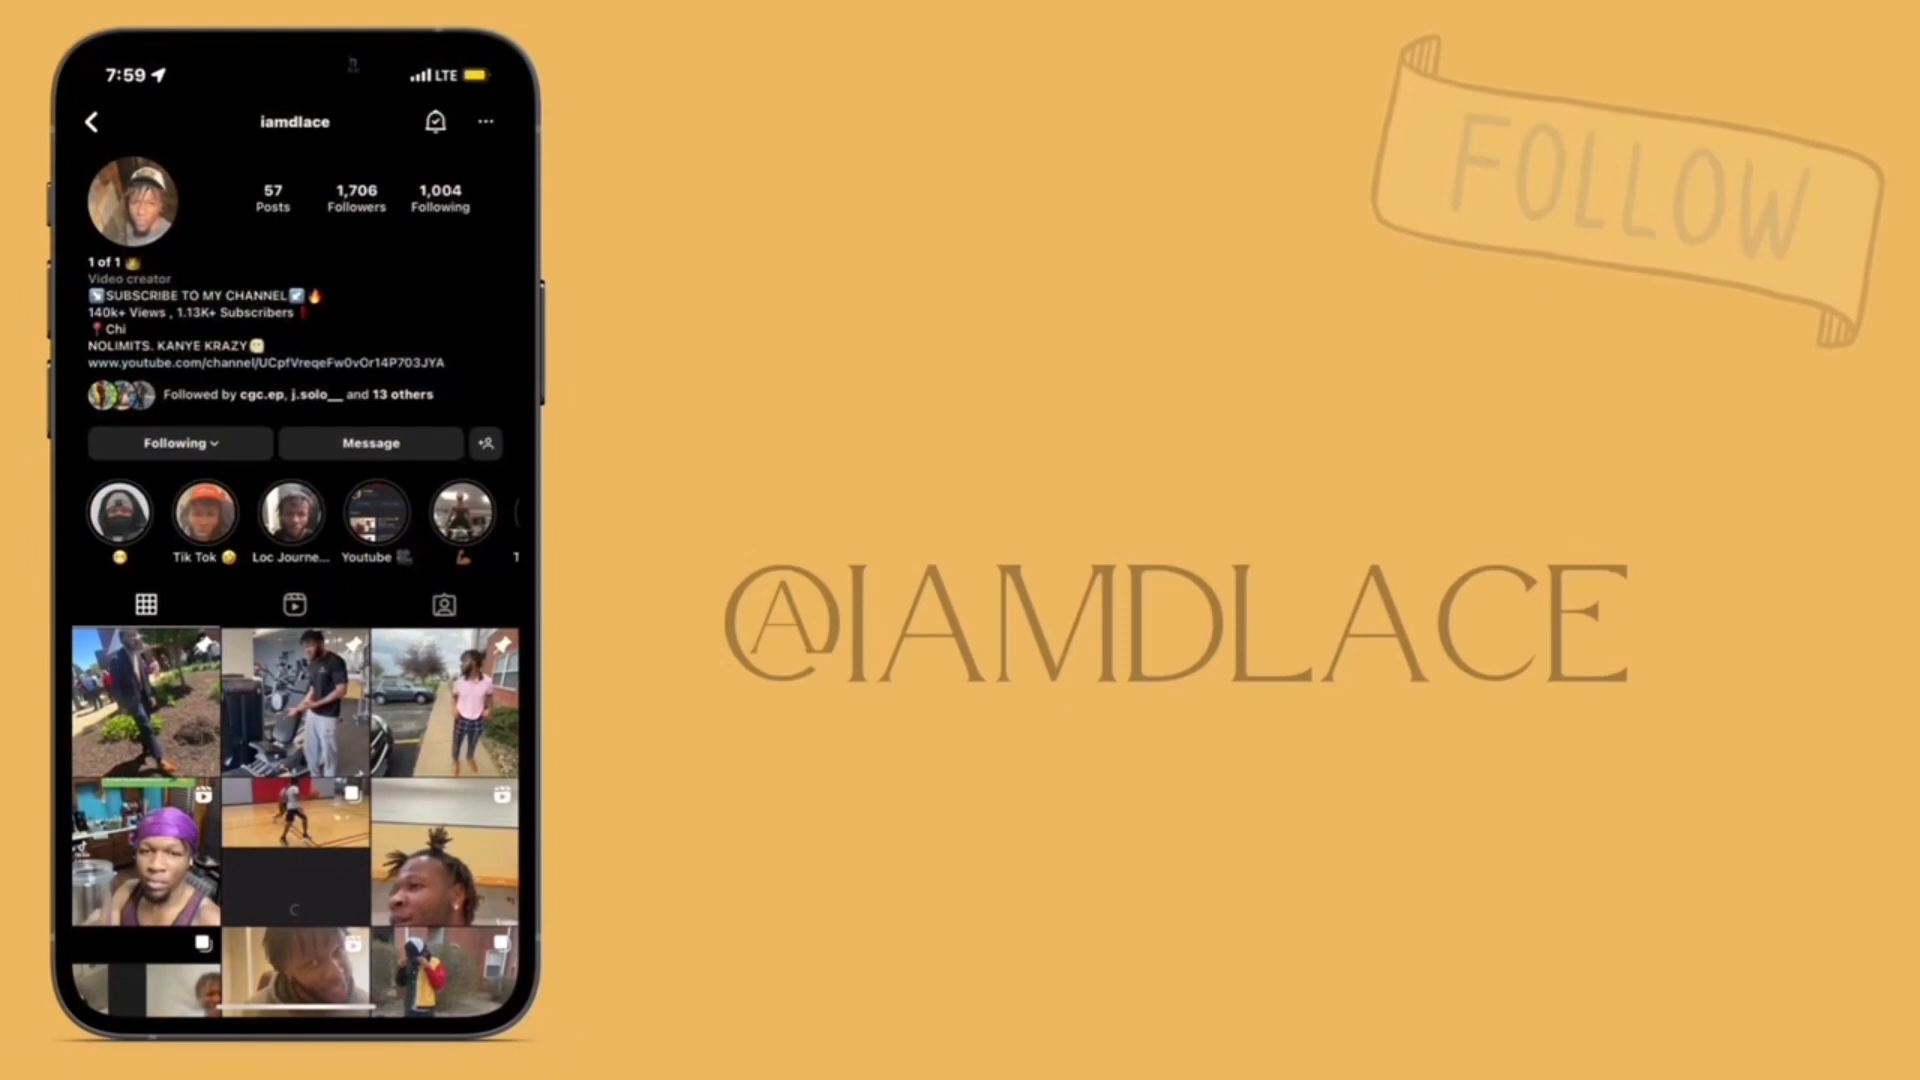 7:59
LTE
iamdlace
57
Posts
1,706
Followers
1,004
Following
1 of 1
Video creator
SUBSCRIBE TO MY CHANNEL
140k+ Views , 1.13K+ Subscribers
Chi
NOLIMITS. KANYE KRAZY
www.youtube.com/channel/UCpfVreqeFw0vOr14P703JYA
Followed by cgc.ep, j.solo__ and 13 others
Following
Message
Tik Tok
Loc Journe...
Youtube
T
FOLLOW
@IAMDLACE